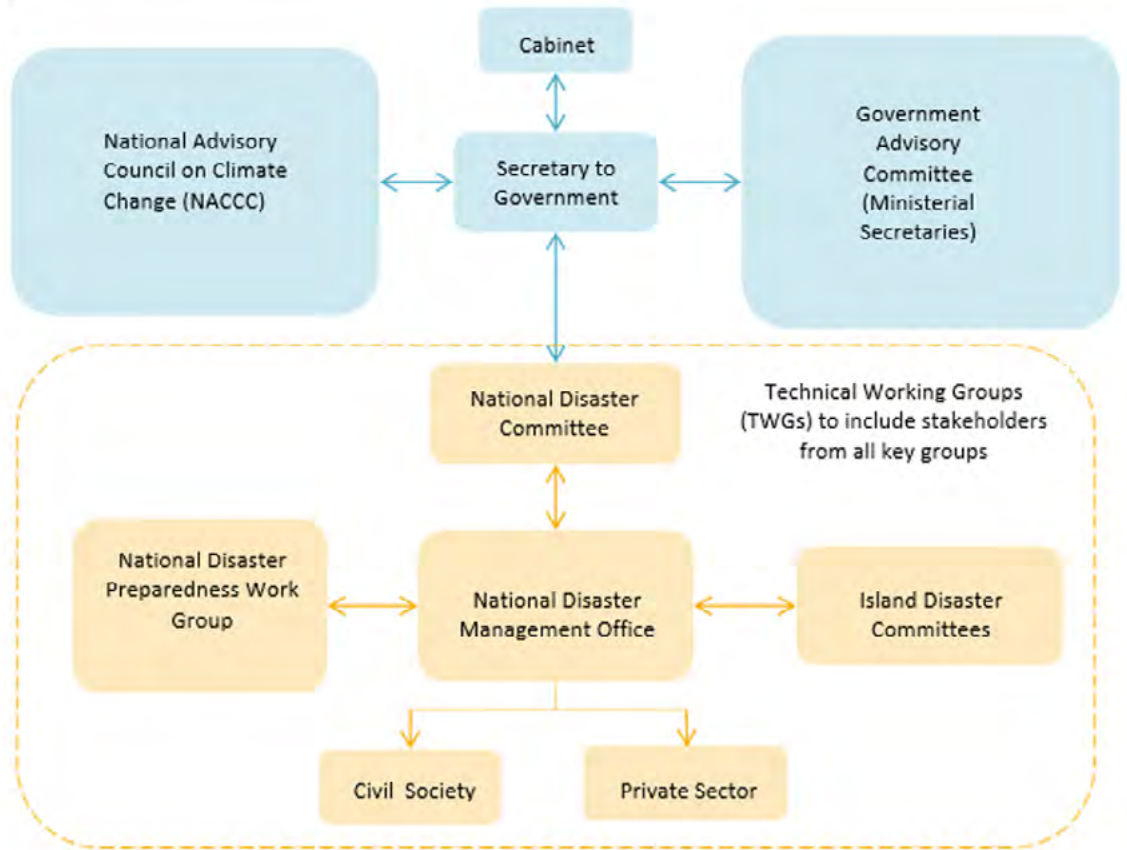 Cabinet
National Advisory
Council on Climate
Change (NACCC)
Secretary to
Government
Government
Advisory
Committee
(Ministerial
Secretaries)
National Disaster
Committee
Technical Working Groups
(TWGs) to include stakeholders
from all key groups
National Disaster
Preparedness Work
Group
National Disaster
Management Office
Island Disaster
Committees
Civil Society
Private Sector